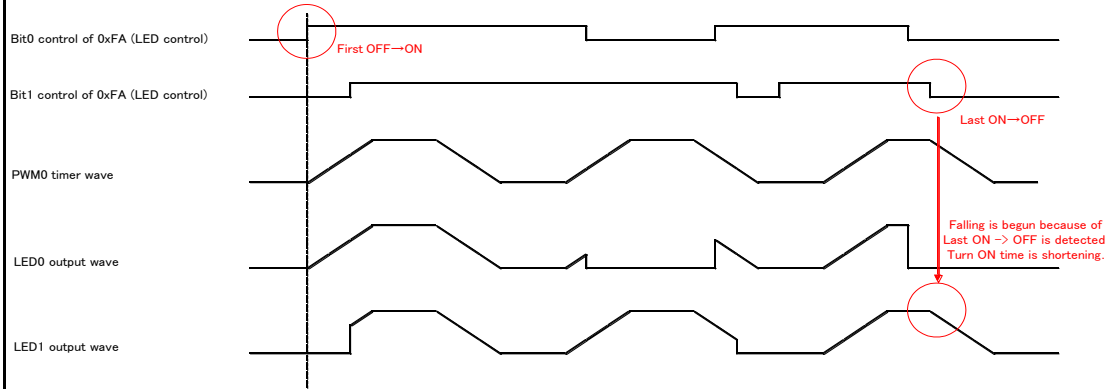 Bit0 control of 0xFA (LED control)
First OFF→ON
Bit1 control of 0xFA (LED control)
Last ON→OFF
PWM0 timer wave
Falling is begun because of
Last ON -> OFF is detected
Turn ON time is shortening.
LED0 output wave
LED1 output wave